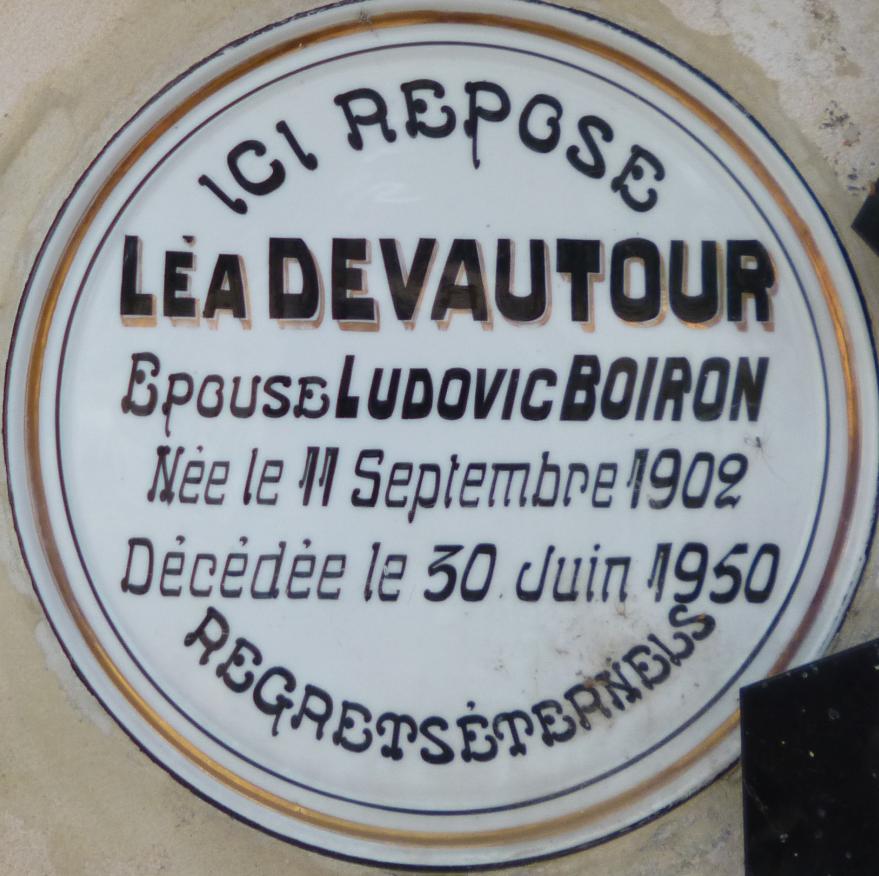 ICI REPOSE
LÉA DEVAUTOUR
EPOUSE LUDOVIC BOIRON
Née le 11 Septembre 1902
Décédée le 30 Juin 1950
REGRETS ÉTERNELS